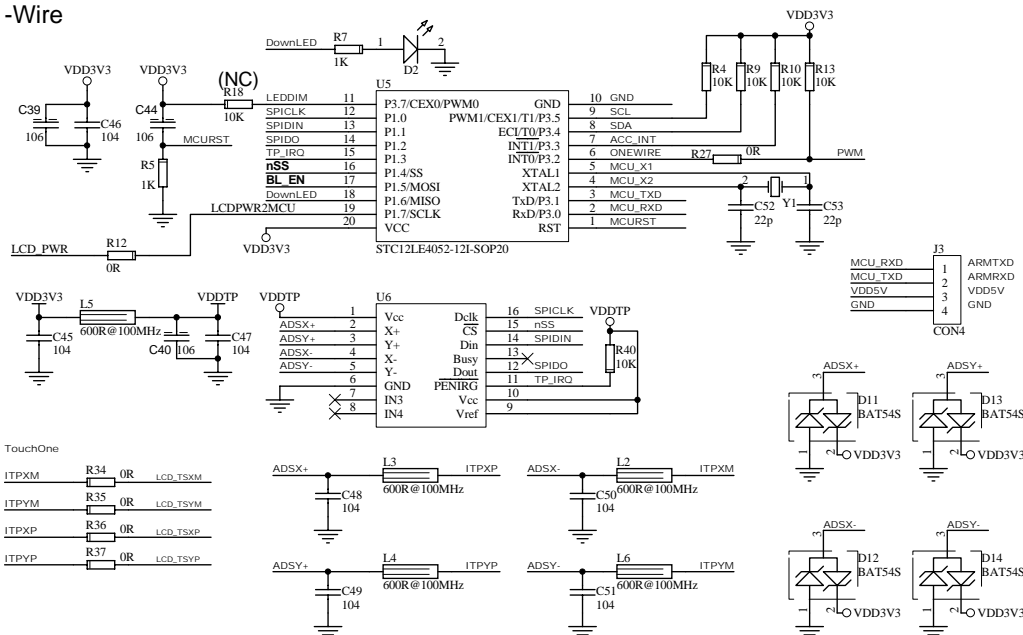 -Wire
DownLED
R7
1K
1
2
D2
VDD3V3
VDD3V3
VDD3V3
C39
106
C46
104
C44
106
MCURST
R5
1K
(NC)
R18
10K
U5
LEDDIM 11 P3.7/CEX0/PWM0
SPICLK 12 P1.0
SPIDIN 13 P1.1
SPIDO 14 P1.2
TP_IRQ 15 P1.3
nSS 16 P1.4/SS
BL_EN 17 P1.5/MOSI
DownLED 18 P1.6/MISO
LCDPWR2MCU 19 P1.7/SCLK
20 VCC
GND 10 GND
PWM1/CEX1/T1/P3.5 9 SCL
ECI/T0/P3.4 8 SDA
INT1/P3.3 7 ACC_INT
INT0/P3.2 6 ONEWIRE
XTAL1 5 MCU_X1
XTAL2 4 MCU_X2
TxD/P3.1 3 MCU_TXD
RxD/P3.0 2 MCU_RXD
RST 1 MCURST
STC12LE4052-12I-SOP20
VDD3V3
LCD_PWR
R12
0R
R4
10K
R9
10K
R10
10K
R13
10K
R27
0R
PWM
2
1
Y1
C52
22p
C53
22p
J3
MCU_RXD 1 ARMTXD
MCU_TXD 2 ARMRXD
VDD5V 3 VDD5V
GND 4 GND
CON4
VDD3V3
L5
600R@100MHz
VDDTP
C45
104
C40
106
C47
104
VDDTP
U6
1 Vcc
ADSX+ 2 X+
ADSY+ 3 Y+
ADSX- 4 X-
ADSY- 5 Y-
6 GND
7 IN3
8 IN4
Dclk 16 SPICLK
CS 15 nSS
Din 14 SPIDIN
Busy 13
Dout 12 SPIDO
PENIRG 11 TP_IRQ
Vcc 10
Vref 9
VDDTP
R40
10K
ADSX+
3
D11
BAT54S
1
2
VDD3V3
ADSY+
3
D13
BAT54S
1
2
VDD3V3
TouchOne
ITPXM R34 0R LCD_TSXM
ITPYM R35 0R LCD_TSYM
ITPXP R36 0R LCD_TSXP
ITPYP R37 0R LCD_TSYP
ADSX+
L3
600R@100MHz
ITPXP
C48
104
ADSX-
L2
600R@100MHz
ITPXM
C50
104
ADSY+
L4
600R@100MHz
ITPYP
C49
104
ADSY-
L6
600R@100MHz
ITPYM
C51
104
ADSX-
3
D12
BAT54S
1
2
VDD3V3
ADSY-
3
D14
BAT54S
1
2
VDD3V3